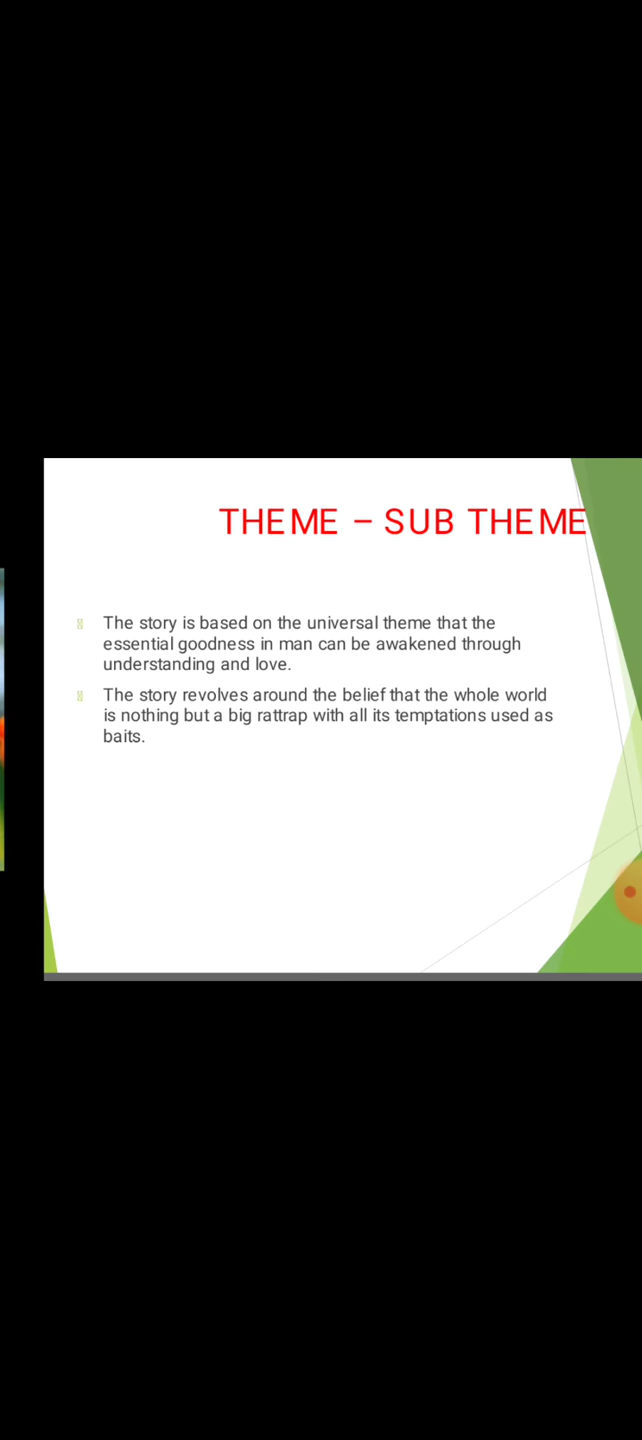 THEME – SUB THEME
The story is based on the universal theme that the
essential goodness in man can be awakened through
understanding and love.
The story revolves around the belief that the whole world
is nothing but a big rattrap with all its temptations used as
baits.